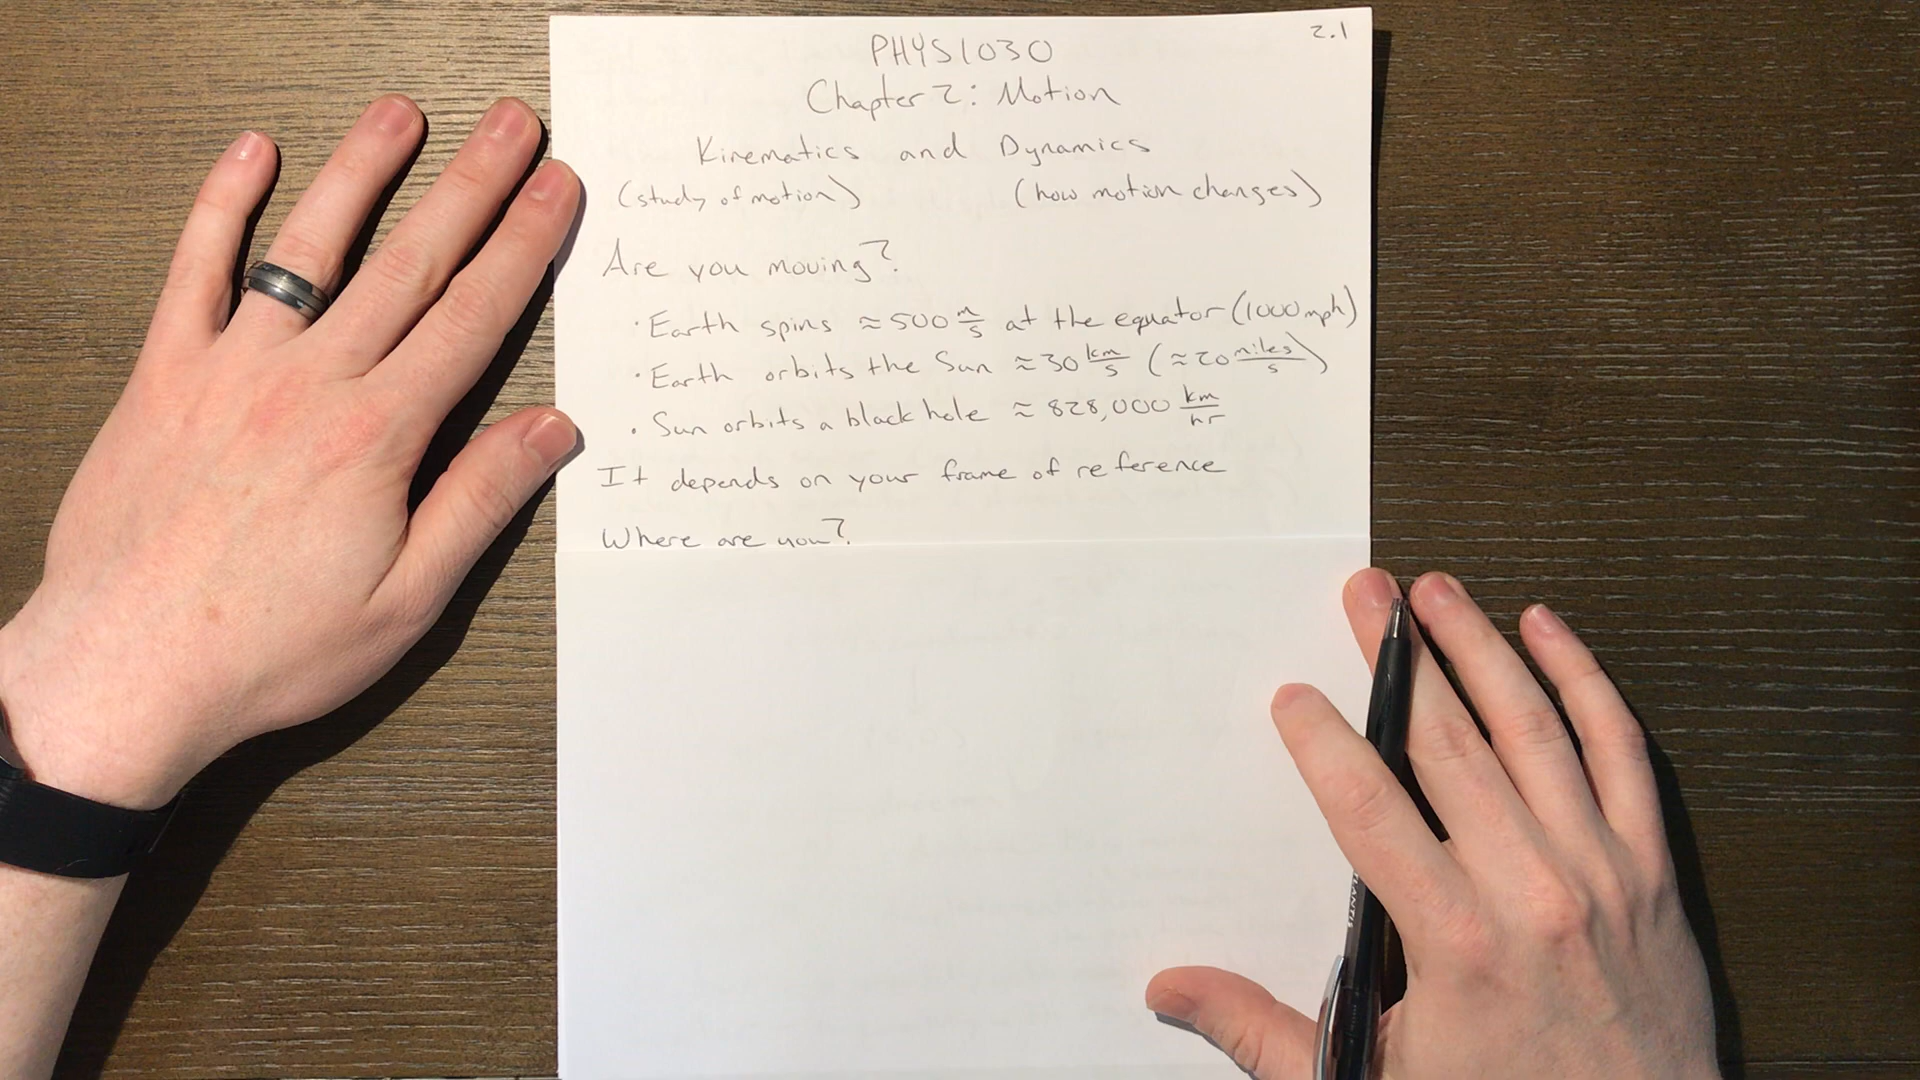 2.1
PHYS1030
Chapter 2: Motion
Kinematics and Dynamics
(study of motion) (how motion changes)
Are you moving?
· Earth spins ≈ 500 m/s at the equator (1000 mph)
· Earth orbits the Sun ≈ 30 km/s (≈ 20 miles/s)
· Sun orbits a black hole ≈ 828,000 km/hr
It depends on your frame of reference
Where are you?